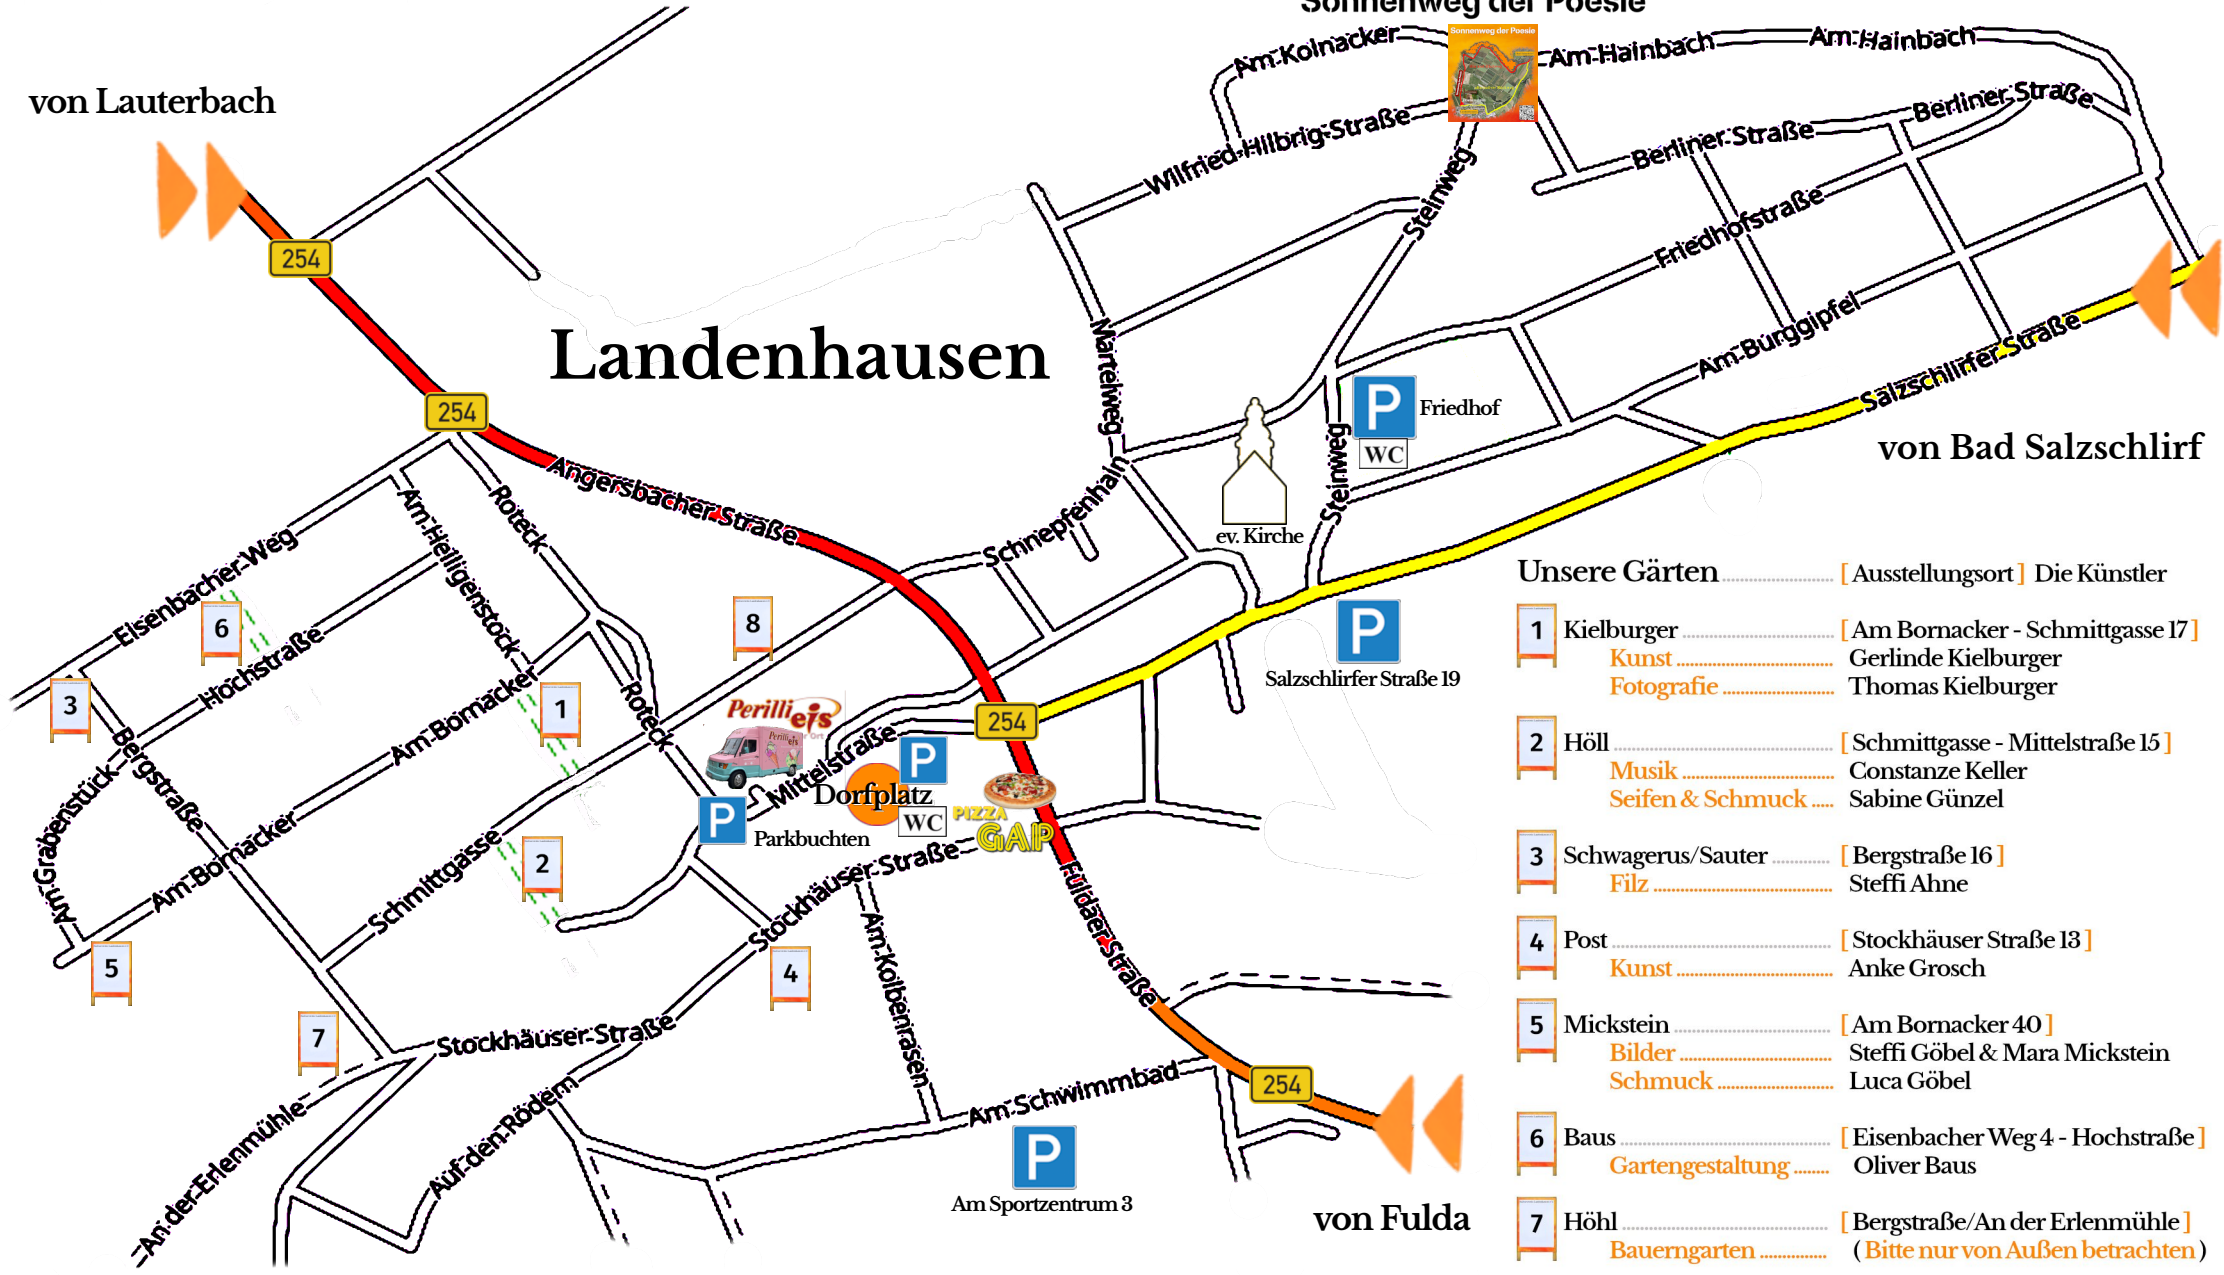 Sonnenweg der Poesie
Sonnenweg der Poesie
Am Kolnacker
Am Hainbach
Am Hainbach
von Lauterbach
Berliner Straße
Berliner Straße
Wilfried-Hilbrig-Straße
Steinweg
254
Friedhofstraße
Landenhausen
Martelweg
Am Burggipfel
Salzschlirfer Straße
254
P
Friedhof
WC
von Bad Salzschlirf
Angersbacher Straße
Roteck
Am Heiligenstock
Schnepfenhain
Steinweg
ev. Kirche
Eisenbacher Weg
6
Hochstraße
8
P
Salzschlirfer Straße 19
3
1
Roteck
Perilli eis
Perilli eis
254
Bergstraße
Am Bornacker
Mittelstraße
P
Dorfplatz
WC
PIZZA
GAP
P
Parkbuchten
Am Grabenstück
Am Bornacker
Schmittgasse
2
Stockhäuser Straße
Fuldaer Straße
5
4
Am Kolbenrasen
7
Stockhäuser Straße
Am Schwimmbad
254
An der Erlenmühle
Auf den Rödern
P
Am Sportzentrum 3
von Fulda
Unsere Gärten [ Ausstellungsort ] Die Künstler
1 Kielburger [ Am Bornacker - Schmittgasse 17 ]
Kunst Gerlinde Kielburger
Fotografie Thomas Kielburger
2 Höll [ Schmittgasse - Mittelstraße 15 ]
Musik Constanze Keller
Seifen & Schmuck Sabine Günzel
3 Schwagerus/Sauter [ Bergstraße 16 ]
Filz Steffi Ahne
4 Post [ Stockhäuser Straße 13 ]
Kunst Anke Grosch
5 Mickstein [ Am Bornacker 40 ]
Bilder Steffi Göbel & Mara Mickstein
Schmuck Luca Göbel
6 Baus [ Eisenbacher Weg 4 - Hochstraße ]
Gartengestaltung Oliver Baus
7 Höhl [ Bergstraße/An der Erlenmühle ]
Bauerngarten ( Bitte nur von Außen betrachten )